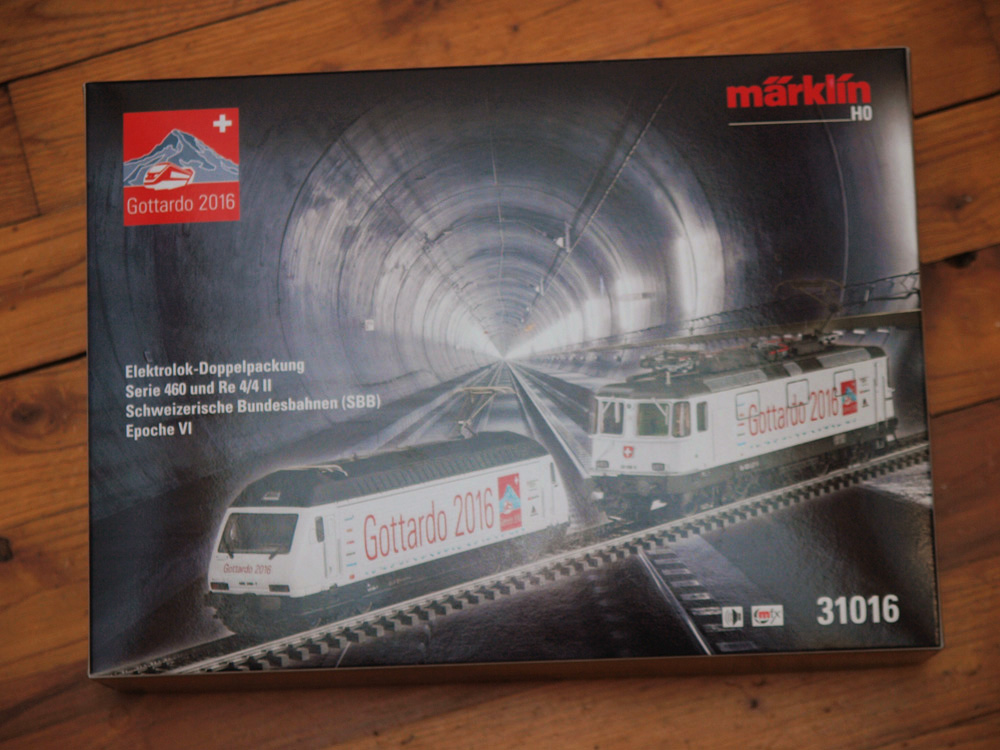 märklin
H0
Gottardo 2016
Elektrolok-Doppelpackung
Serie 460 und Re 4/4 II
Schweizerische Bundesbahnen (SBB)
Epoche VI
Gottardo 2016
Gottardo 2016
Gottardo 2016
mfx
31016